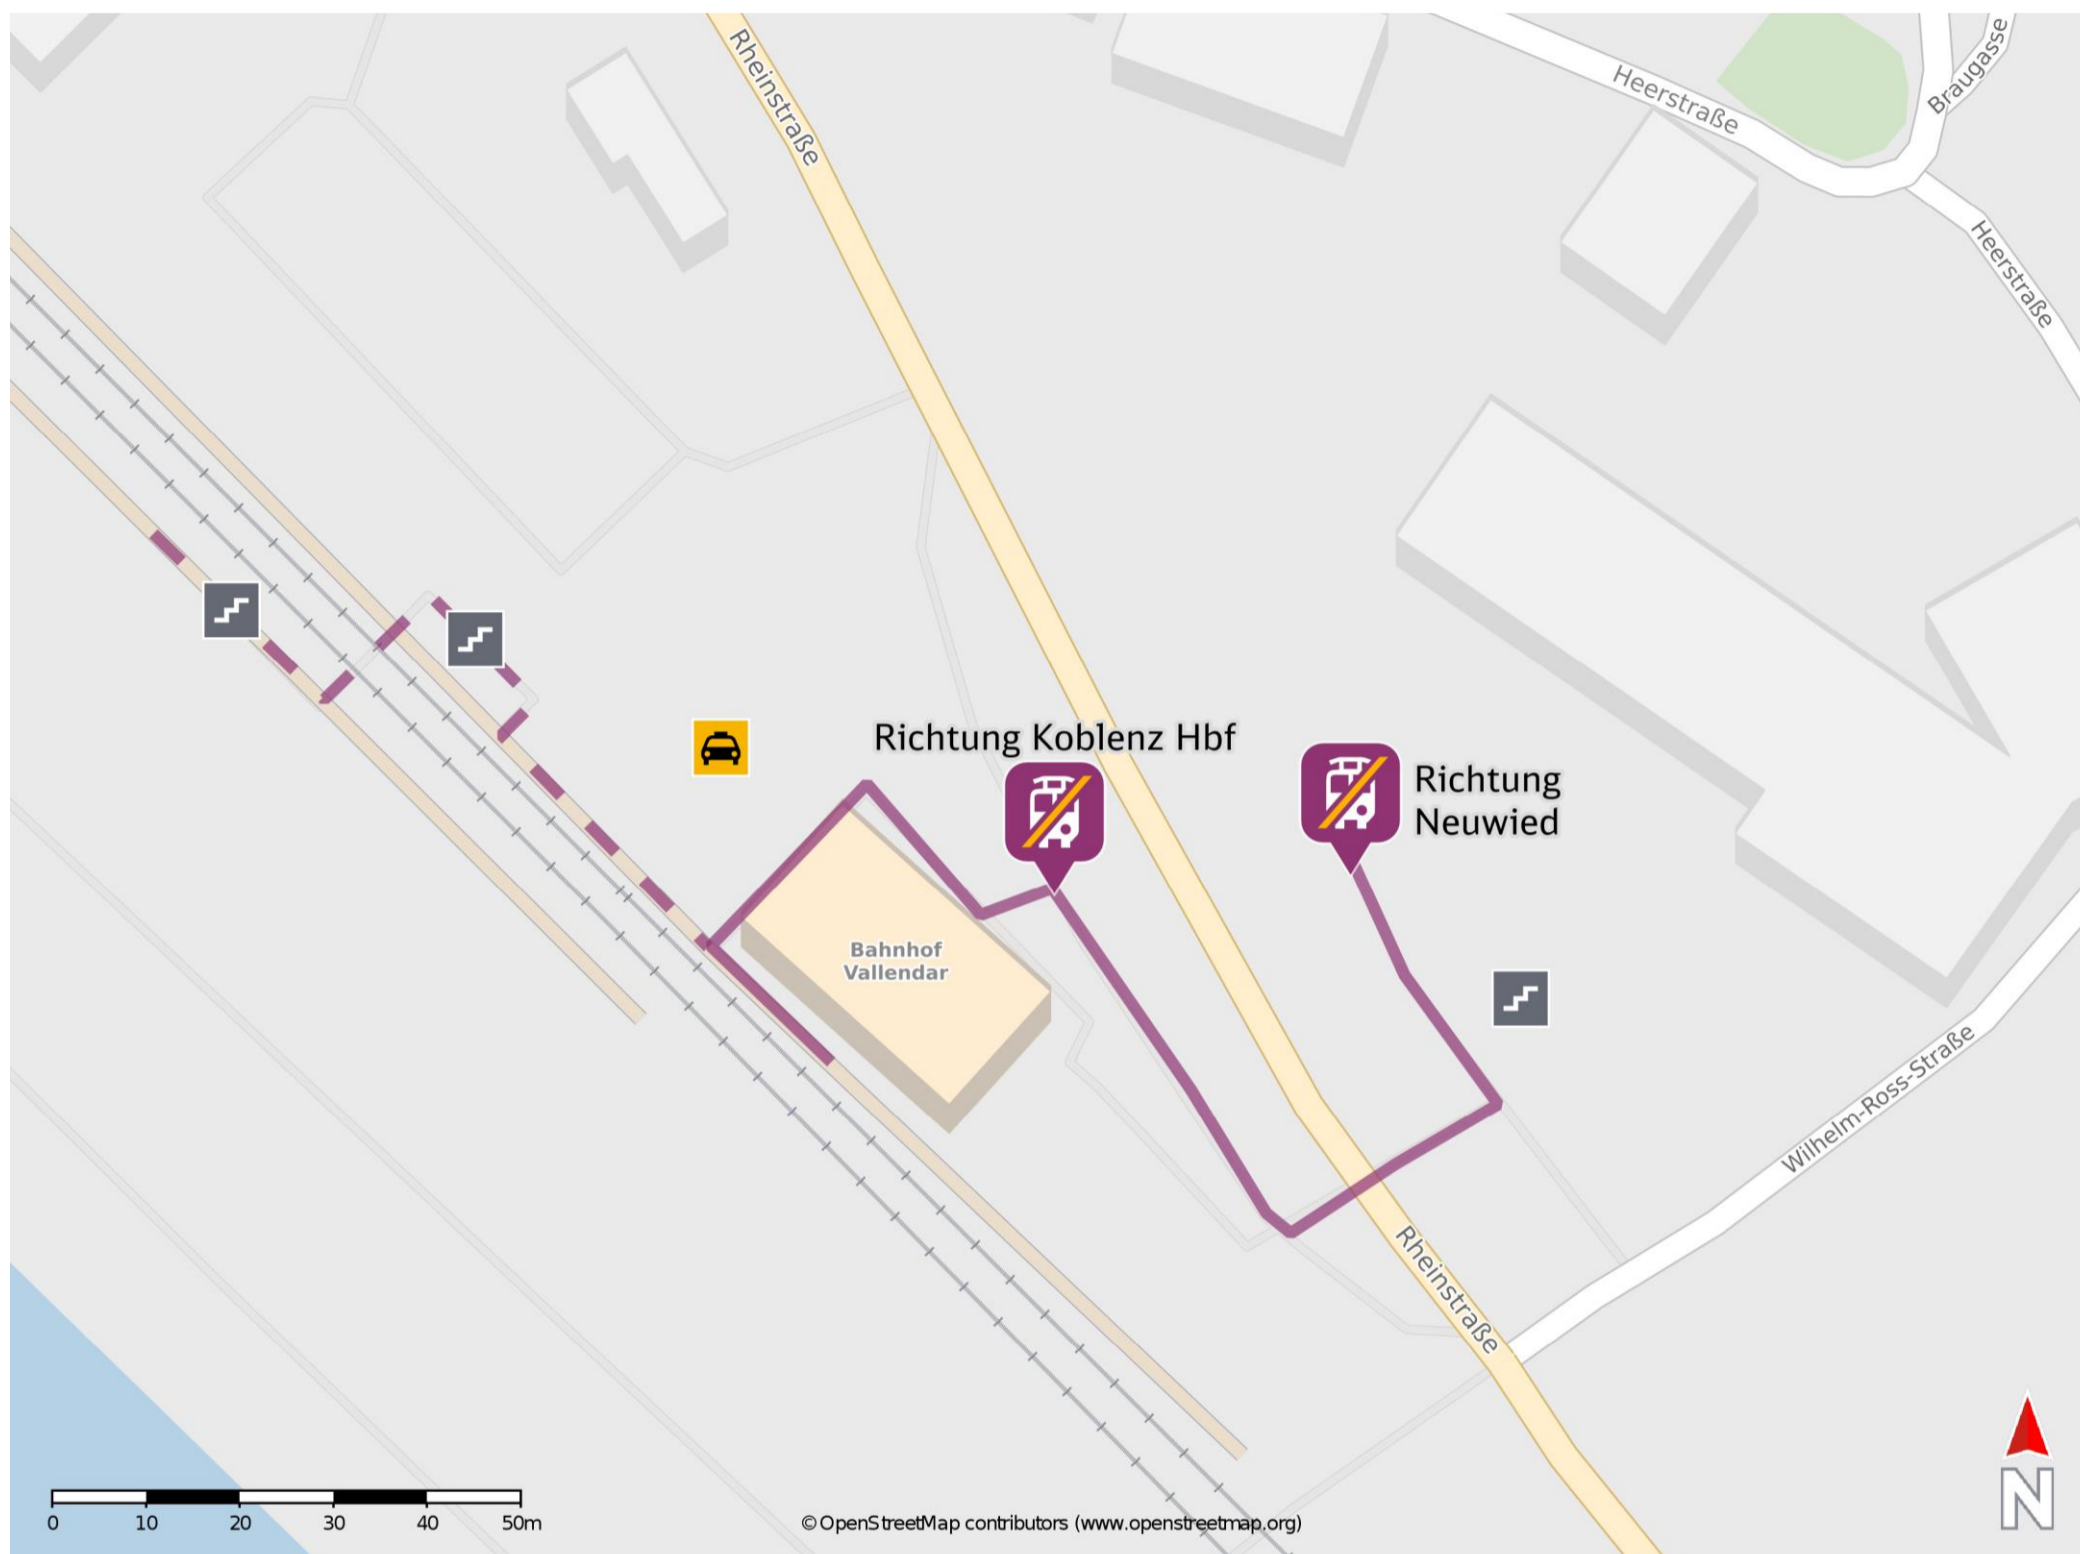 Rheinstraße
Heerstraße
Braugasse
Heerstraße
Richtung Koblenz Hbf
Richtung
Neuwied
Bahnhof
Vallendar
Wilhelm-Ross-Straße
Rheinstraße
0 10 20 30 40 50m
© OpenStreetMap contributors (www.openstreetmap.org)
N